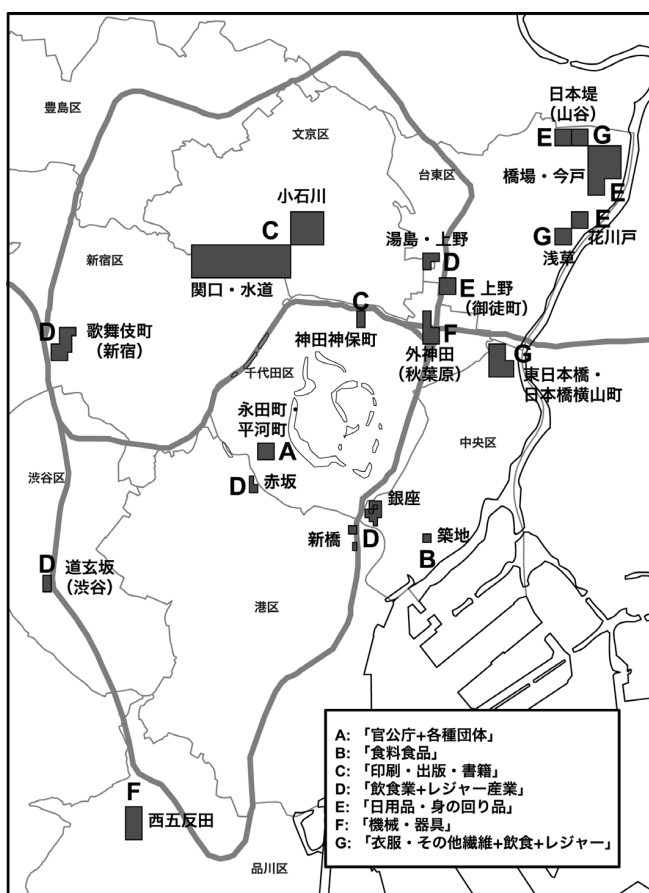 豊島区
文京区
台東区
日本堤
（山谷）
E
G
橋場・今戸
E
小石川
C
湯島・上野
D
E
花川戸
G
浅草
新宿区
関口・水道
E
上野
（御徒町）
C
D
歌舞伎町
（新宿）
神田神保町
F
外神田
（秋葉原）
G
東日本橋・
日本橋横山町
千代田区
永田町
平河町
A
中央区
渋谷区
D
赤坂
銀座
新橋
D
築地
B
D
道玄坂
（渋谷）
港区
F
西五反田
品川区
A: 「官公庁+各種団体」
B: 「食料食品」
C: 「印刷・出版・書籍」
D: 「飲食業+レジャー産業」
E: 「日用品・身の回り品」
F: 「機械・器具」
G: 「衣服・その他繊維+飲食+レジャー」